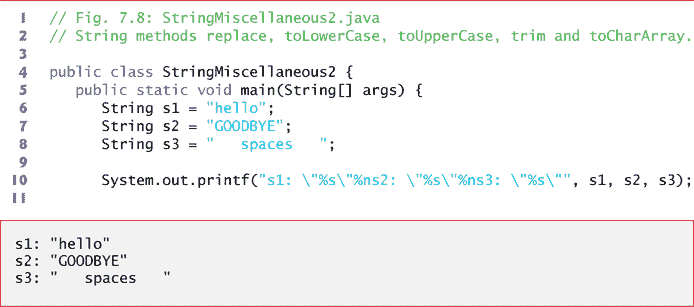 1 // Fig. 7.8: StringMiscellaneous2.java
2 // String methods replace, toLowerCase, toUpperCase, trim and toCharArray.
3
4 public class StringMiscellaneous2 {
5    public static void main(String[] args) {
6       String s1 = "hello";
7       String s2 = "GOODBYE";
8       String s3 = "   spaces   ";
9
10       System.out.printf("s1: \"%s\"%ns2: \"%s\"%ns3: \"%s\"", s1, s2, s3);
11
s1: "hello"
s2: "GOODBYE"
s3: "   spaces   "